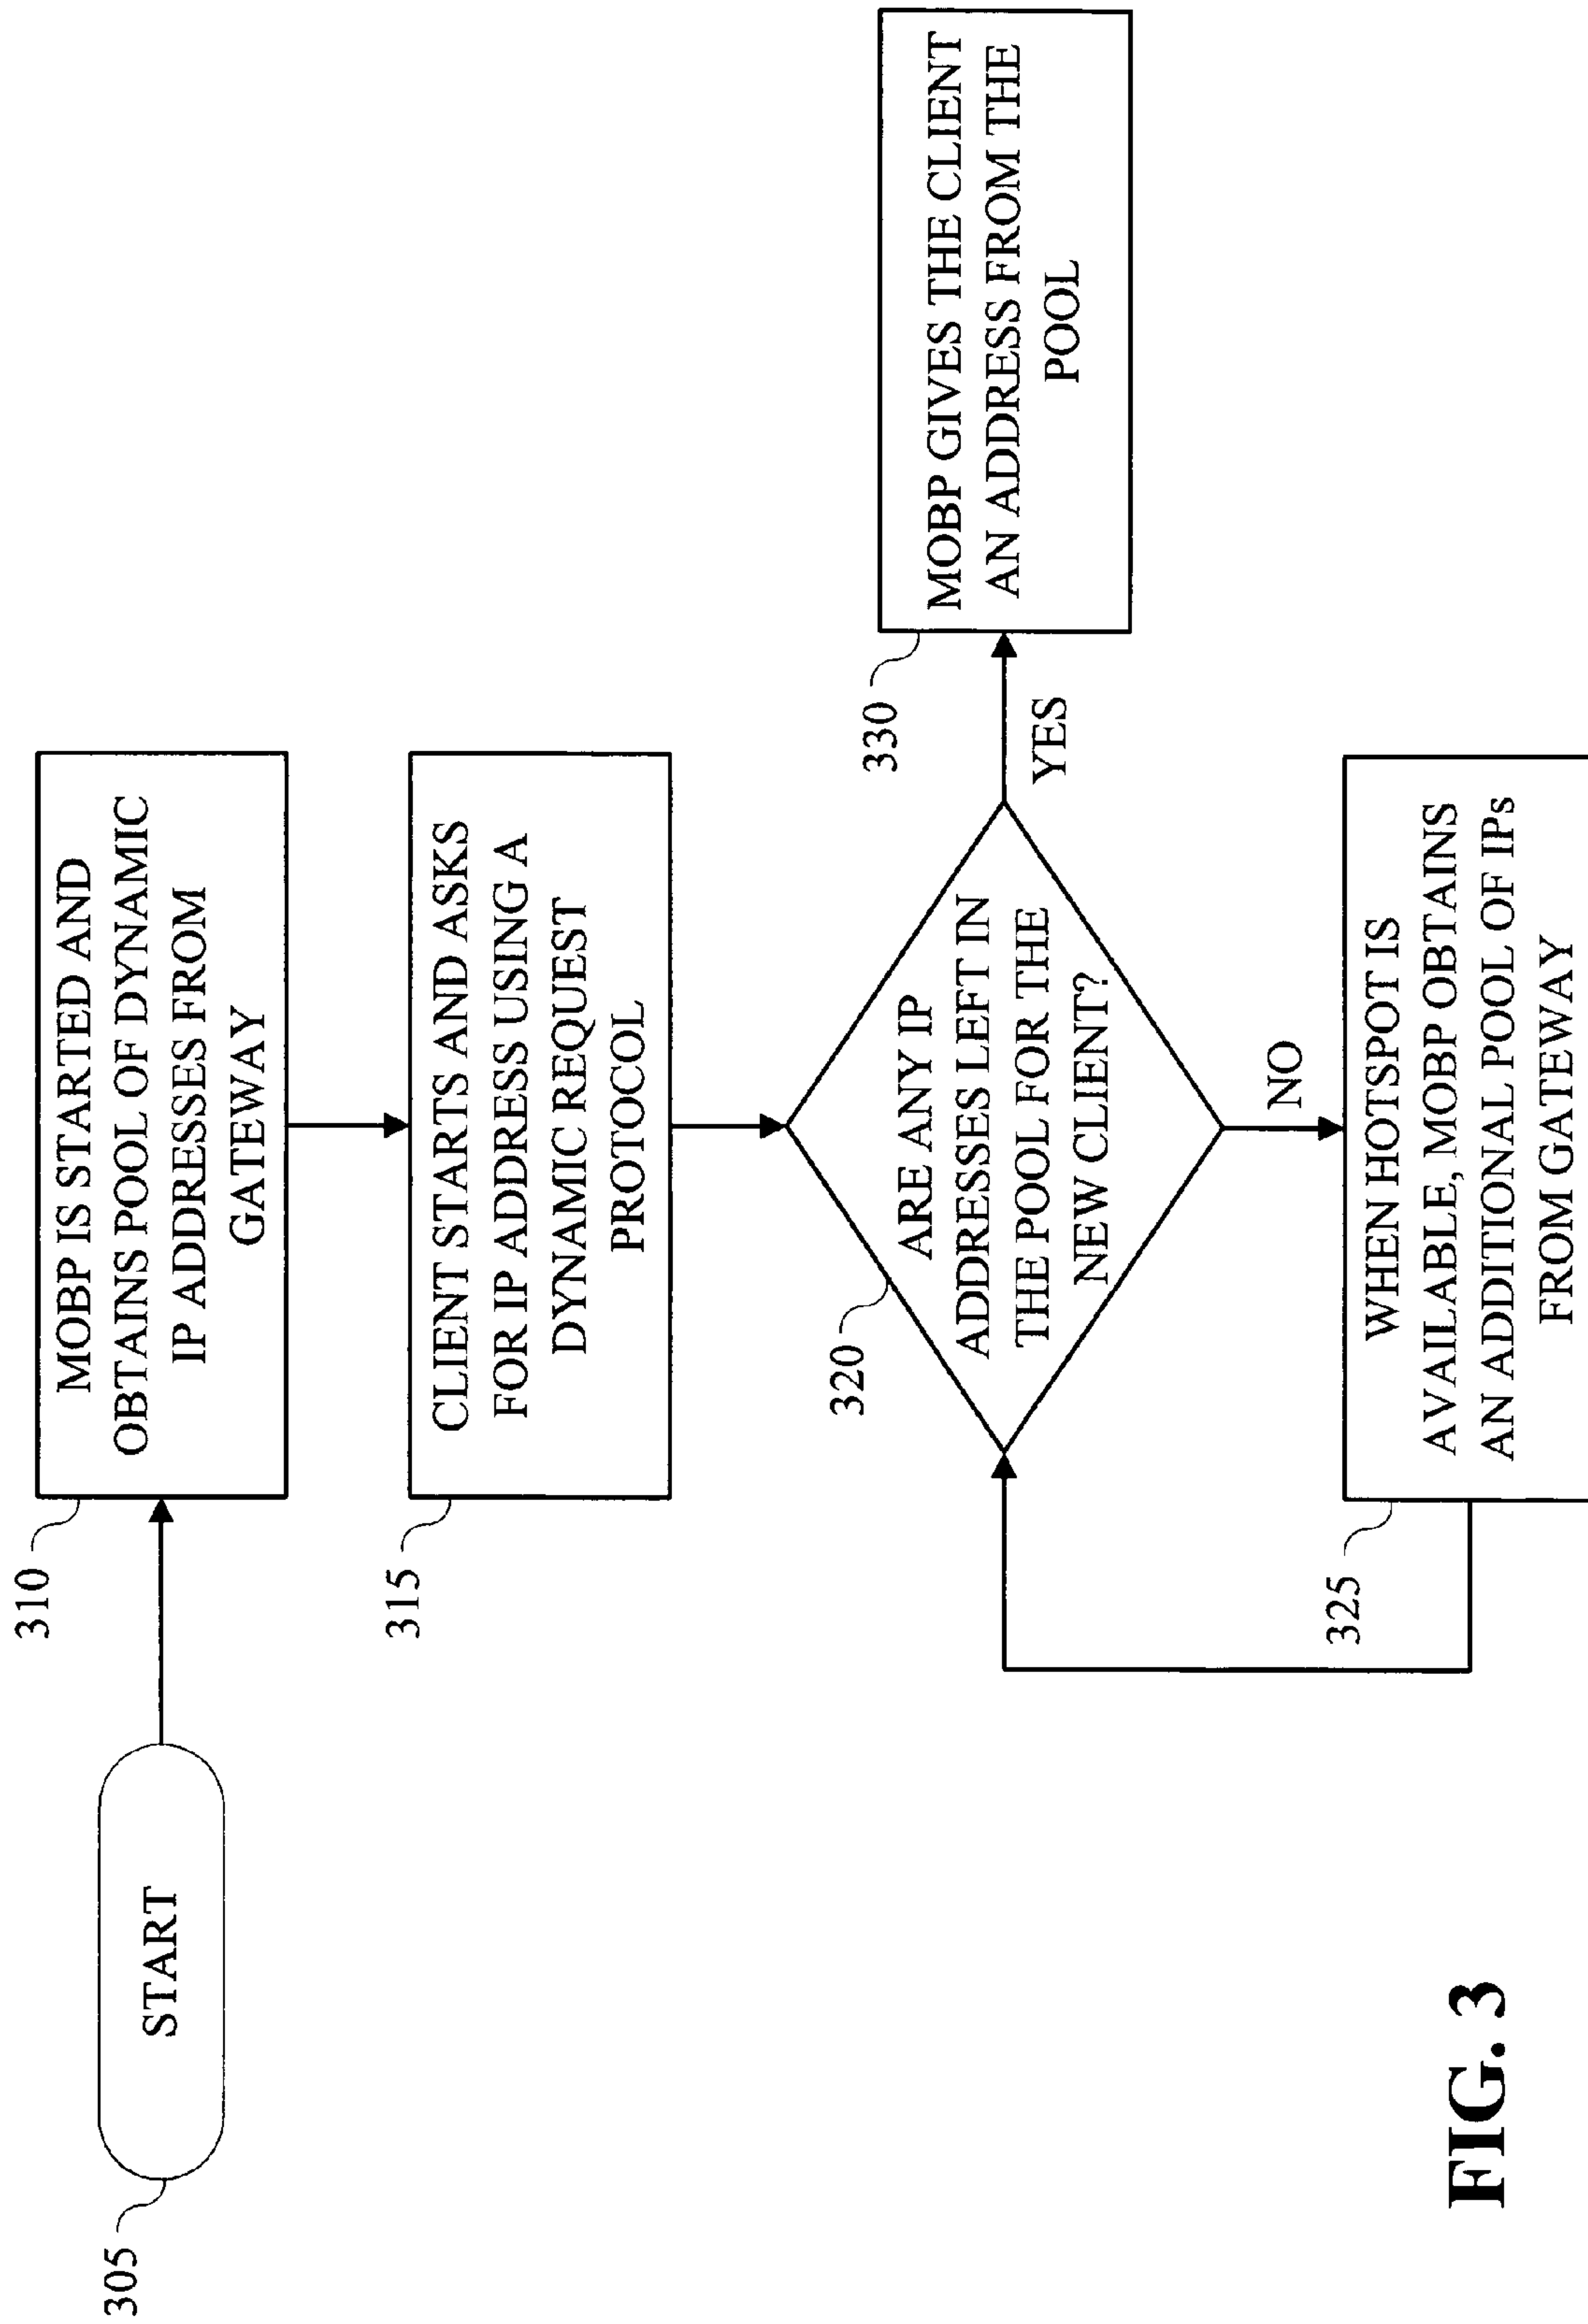 305
START
310
MOBP IS STARTED AND
OBTAINS POOL OF DYNAMIC
IP ADDRESSES FROM
GATEWAY
315
CLIENT STARTS AND ASKS
FOR IP ADDRESS USING A
DYNAMIC REQUEST
PROTOCOL
320
ARE ANY IP
ADDRESSES LEFT IN
THE POOL FOR THE
NEW CLIENT?
YES
330
MOBP GIVES THE CLIENT
AN ADDRESS FROM THE
POOL
NO
325
WHEN HOTSPOT IS
AVAILABLE, MOBP OBTAINS
AN ADDITIONAL POOL OF IPs
FROM GATEWAY
FIG. 3